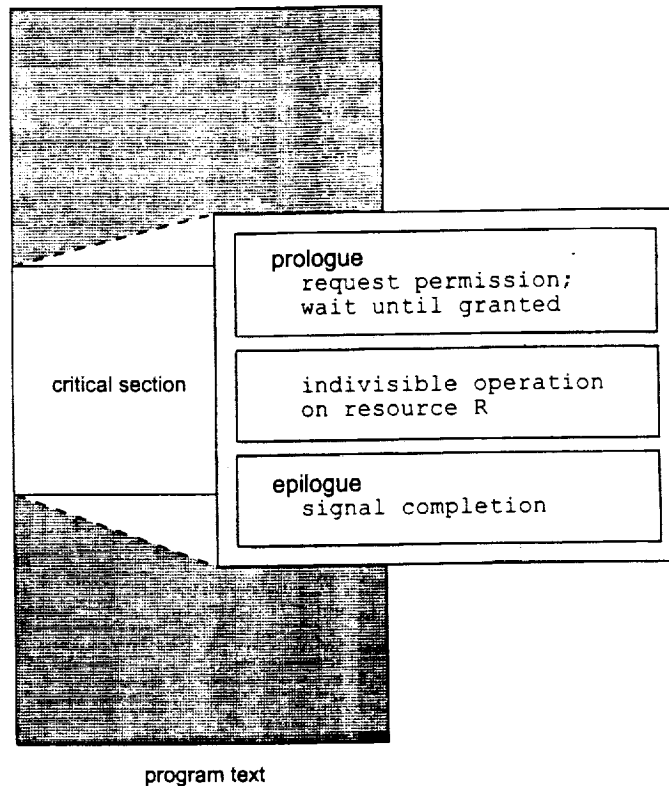 prologue
request permission;
wait until granted
critical section
indivisible operation
on resource R
epilogue
signal completion
program text